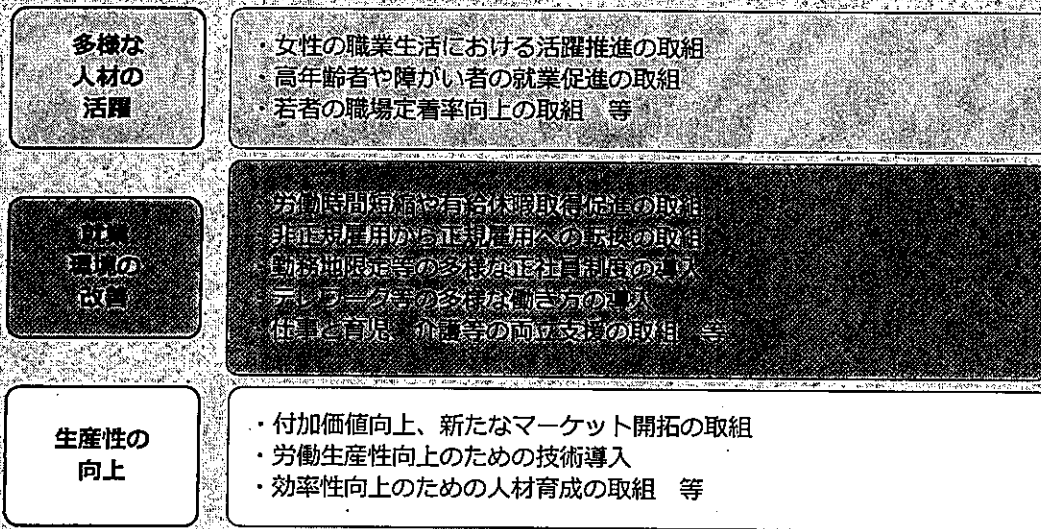 多様な
人材の
活躍
・女性の職業生活における活躍推進の取組
・高年齢者や障がい者の就業促進の取組
・若者の職場定着率向上の取組　等
就業
環境の
改善
・労働時間短縮や有給休暇取得促進の取組
・非正規雇用から正規雇用への転換の取組
・勤務地限定等の多様な正社員制度の導入
・テレワーク等の多様な働き方の導入
・仕事と育児・介護等の両立支援の取組　等
生産性の
向上
・付加価値向上、新たなマーケット開拓の取組
・労働生産性向上のための技術導入
・効率性向上のための人材育成の取組　等